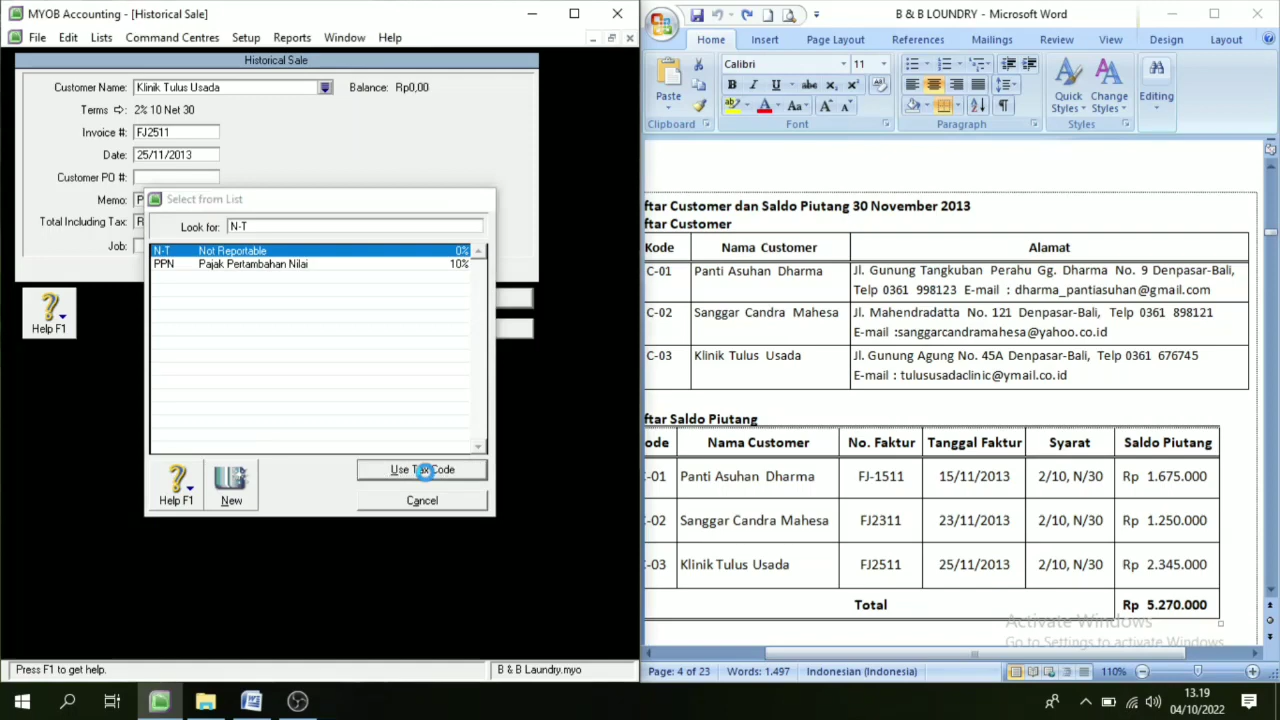 MYOB Accounting - [Historical Sale]
File Edit Lists Command Centres Setup Reports Window Help
Historical Sale
Customer Name: Klinik Tulus Usada Balance: Rp0,00
Terms 2% 10 Net 30
Invoice #: FJ2511
Date: 25/11/2013
Customer PO #:
Memo: P
Total Including Tax: R
Job:
Help F1
Select from List
Look for: N-T
N-T Not Reportable 0%
PPN Pajak Pertambahan Nilai 10%
Use Tax Code
Help F1 New Cancel
Press F1 to get help. B & B Laundry.myo
B & B LOUNDRY - Microsoft Word
Home Insert Page Layout References Mailings Review View Design Layout
Calibri 11
Paste
Quick Styles Change Styles Editing
Clipboard Font Paragraph Styles
ftar Customer dan Saldo Piutang 30 November 2013
ftar Customer
Kode Nama Customer Alamat
C-01 Panti Asuhan Dharma Jl. Gunung Tangkuban Perahu Gg. Dharma No. 9 Denpasar-Bali,
Telp 0361 998123 E-mail : dharma_pantiasuhan@gmail.com
C-02 Sanggar Candra Mahesa Jl. Mahendradatta No. 121 Denpasar-Bali, Telp 0361 898121
E-mail :sanggarcandramahesa@yahoo.co.id
C-03 Klinik Tulus Usada Jl. Gunung Agung No. 45A Denpasar-Bali, Telp 0361 676745
E-mail : tulususadaclinic@ymail.co.id
ftar Saldo Piutang
ode Nama Customer No. Faktur Tanggal Faktur Syarat Saldo Piutang
-01 Panti Asuhan Dharma FJ-1511 15/11/2013 2/10, N/30 Rp 1.675.000
-02 Sanggar Candra Mahesa FJ2311 23/11/2013 2/10, N/30 Rp 1.250.000
-03 Klinik Tulus Usada FJ2511 25/11/2013 2/10, N/30 Rp 2.345.000
Total Rp 5.270.000
Activate Windows
Go to Settings to activate Windows.
Page: 4 of 23 Words: 1.497 Indonesian (Indonesia) 110%
13.19
04/10/2022